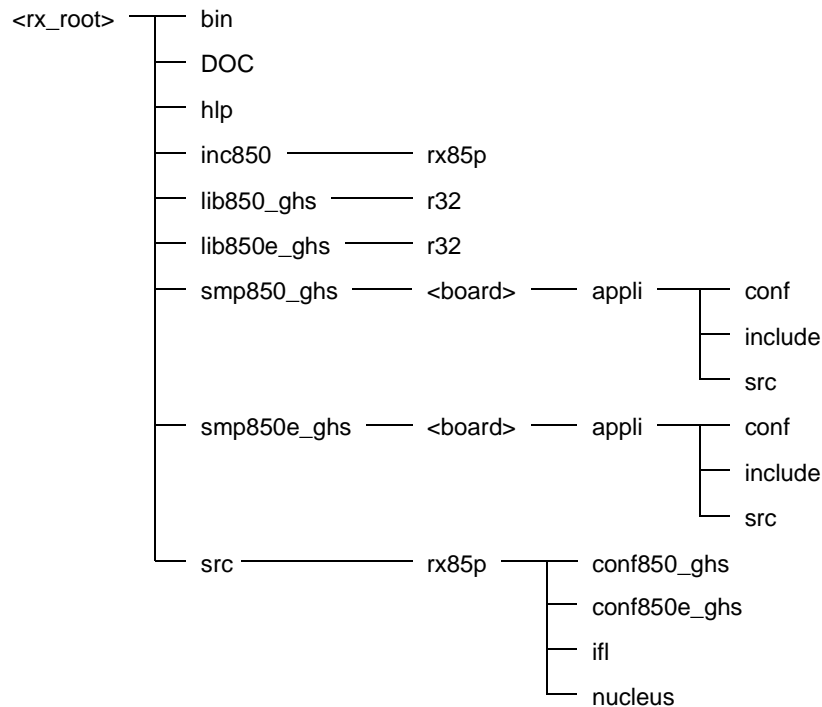 <rx_root> bin
DOC
hlp
inc850 rx85p
lib850_ghs r32
lib850e_ghs r32
smp850_ghs <board> appli conf
include
src
smp850e_ghs <board> appli conf
include
src
src rx85p conf850_ghs
conf850e_ghs
ifl
nucleus